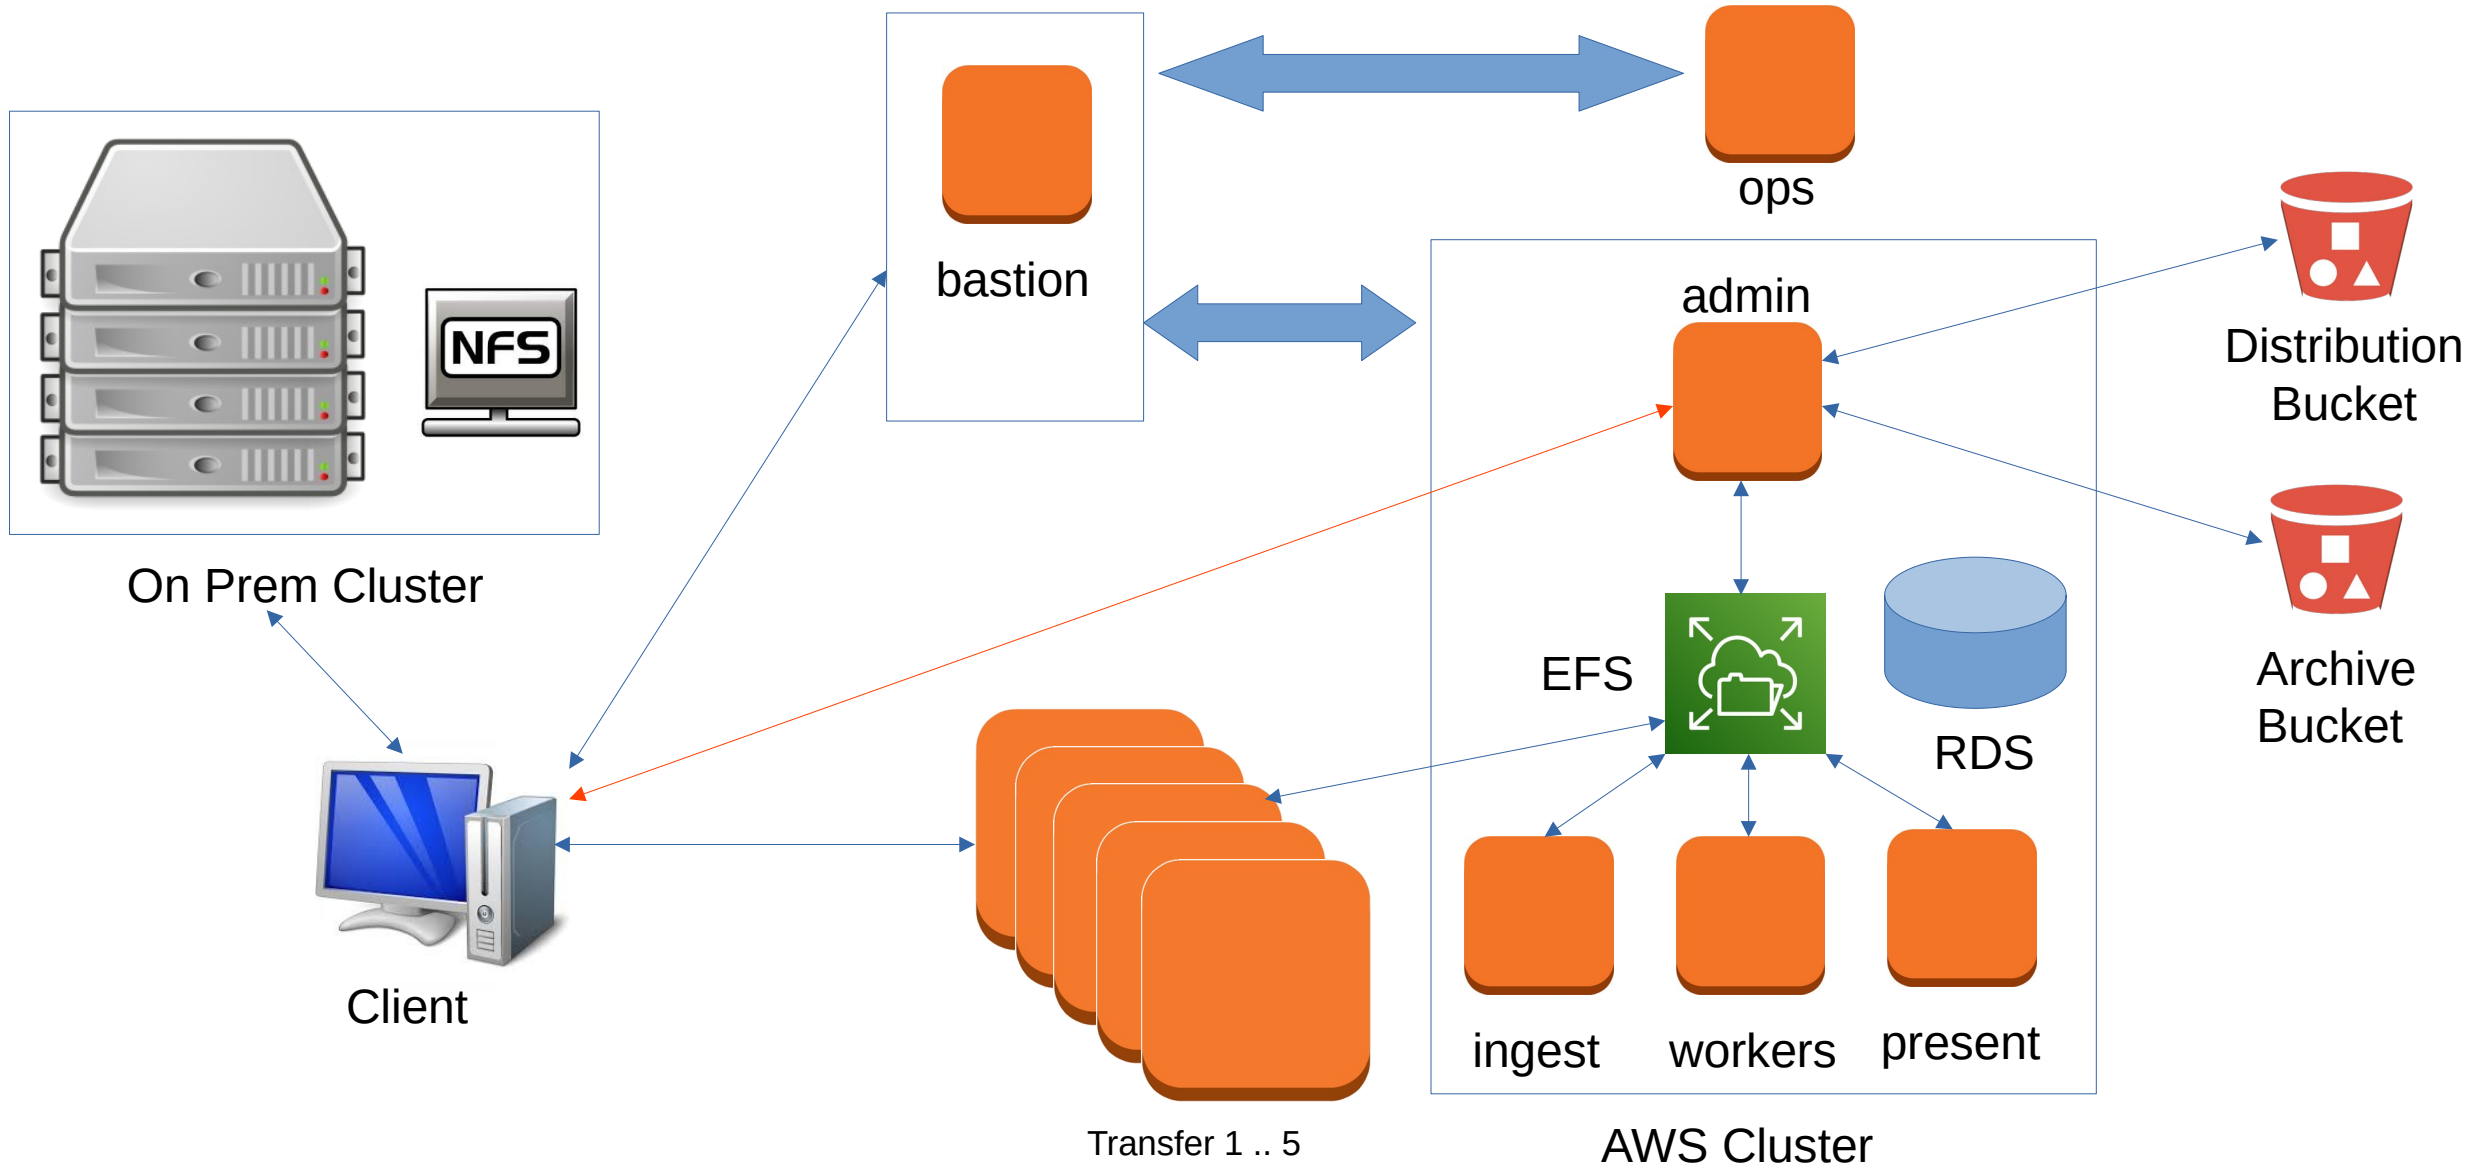 ops
bastion
admin
NFS
Distribution
Bucket
On Prem Cluster
EFS
Archive
Bucket
RDS
Client
ingest
workers
present
Transfer 1 .. 5
AWS Cluster